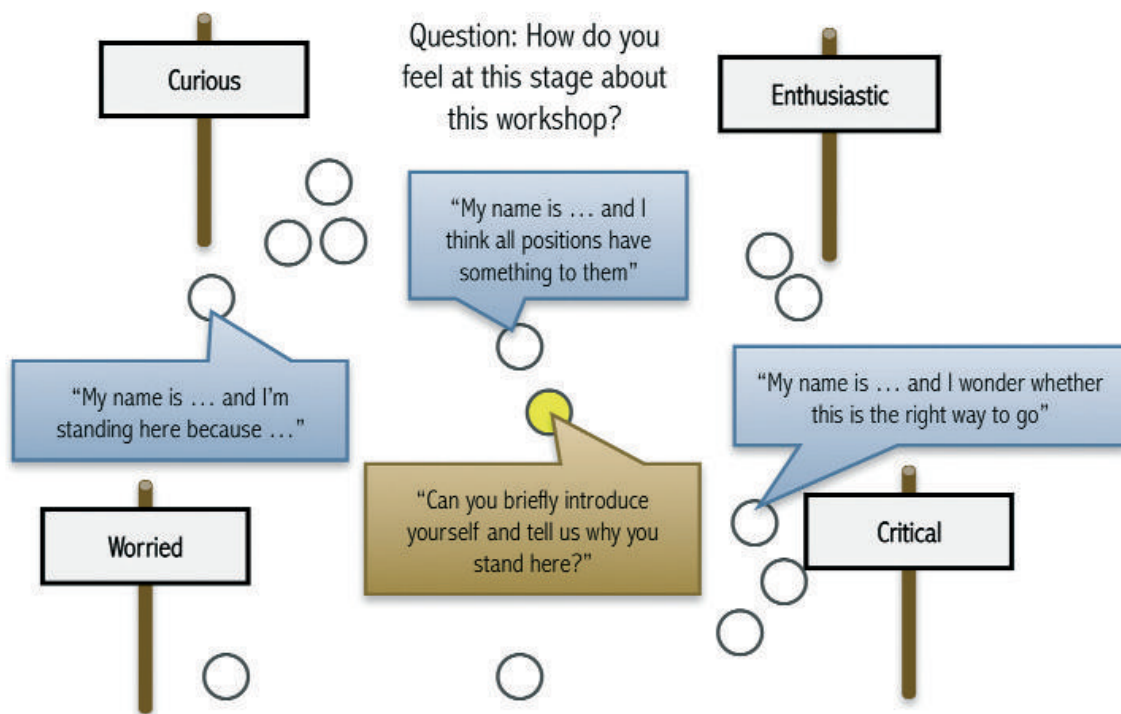 Curious
Question: How do you
feel at this stage about
this workshop?
Enthusiastic
“My name is … and I
think all positions have
something to them”
“My name is … and I’m
standing here because …”
“My name is … and I wonder whether
this is the right way to go”
“Can you briefly introduce
yourself and tell us why you
stand here?”
Worried
Critical